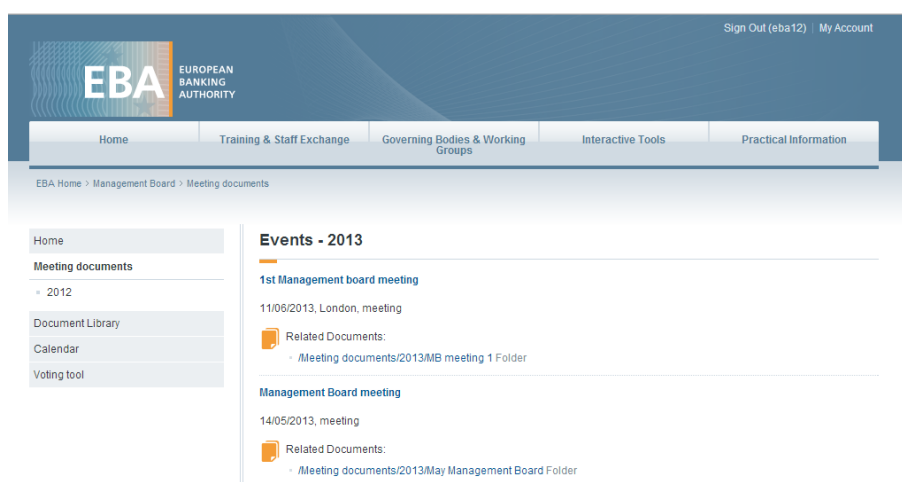 Sign Out (eba12) | My Account
EBA EUROPEAN
BANKING
AUTHORITY
Home
Training & Staff Exchange
Governing Bodies & Working
Groups
Interactive Tools
Practical Information
EBA Home > Management Board > Meeting documents
Home
Meeting documents
2012
Document Library
Calendar
Voting tool
Events - 2013
1st Management board meeting
11/06/2013, London, meeting
Related Documents:
/Meeting documents/2013/MB meeting 1 Folder
Management Board meeting
14/05/2013, meeting
Related Documents:
/Meeting documents/2013/May Management Board Folder